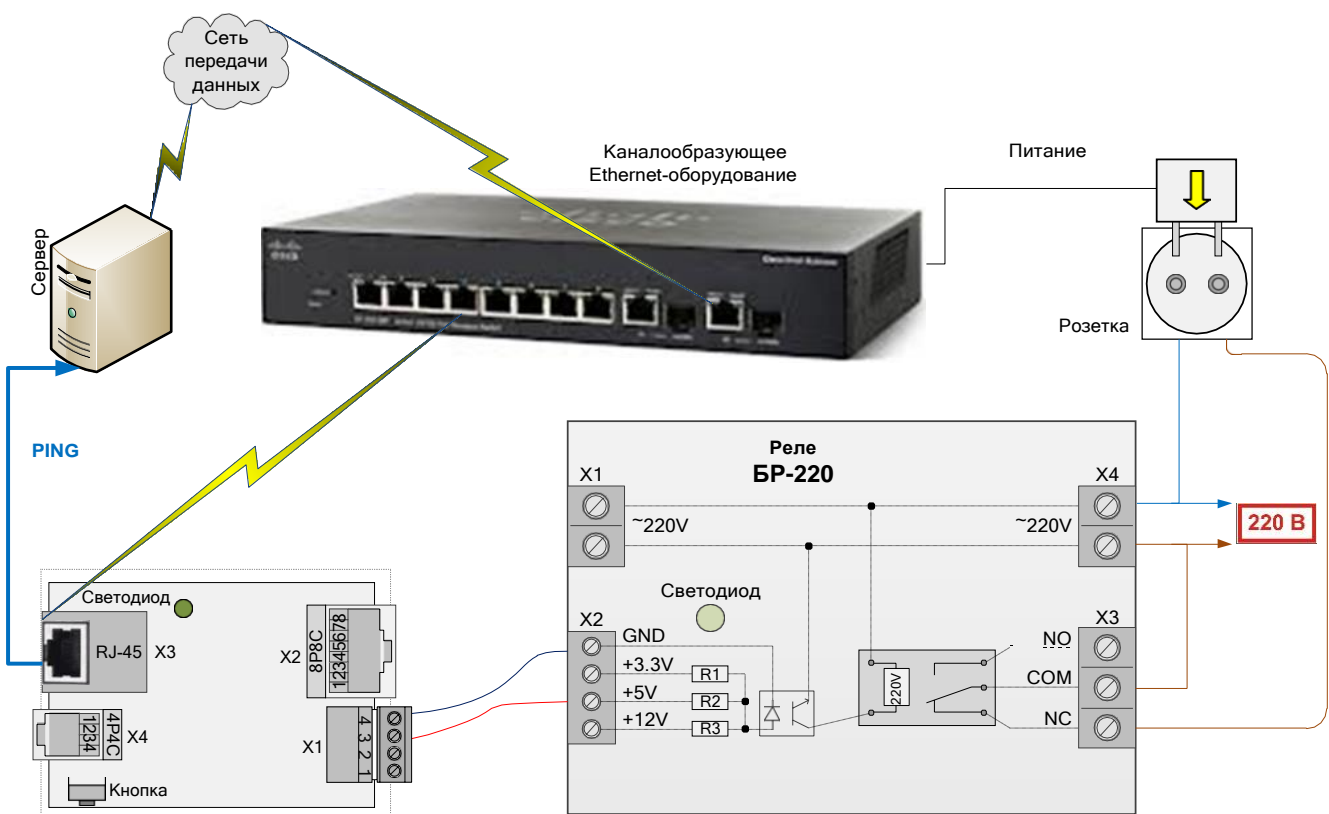 Сеть
передачи
данных
Каналообразующее
Ethernet-оборудование
Питание
Сервер
Розетка
PING
Реле
БР-220
X1
X4
~220V
~220V
220 В
Светодиод
X2
GND
+3.3V
+5V
+12V
R1
R2
R3
220V
X3
NO
COM
NC
Светодиод
RJ-45
X3
X2
8P8C
12345678
1234
4P4C
X4
X1
4 3 2 1
Кнопка